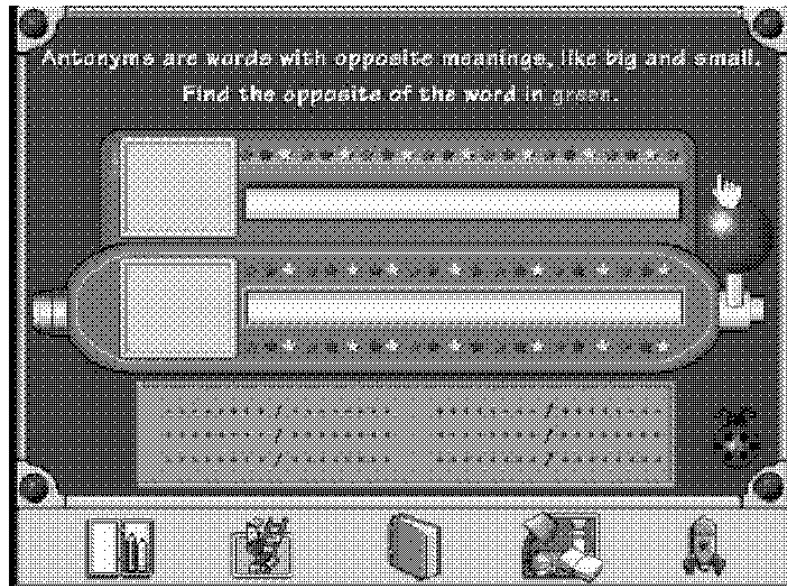 Antonyms are words with opposite meanings, like big and small.
Find the opposite of the word in green.